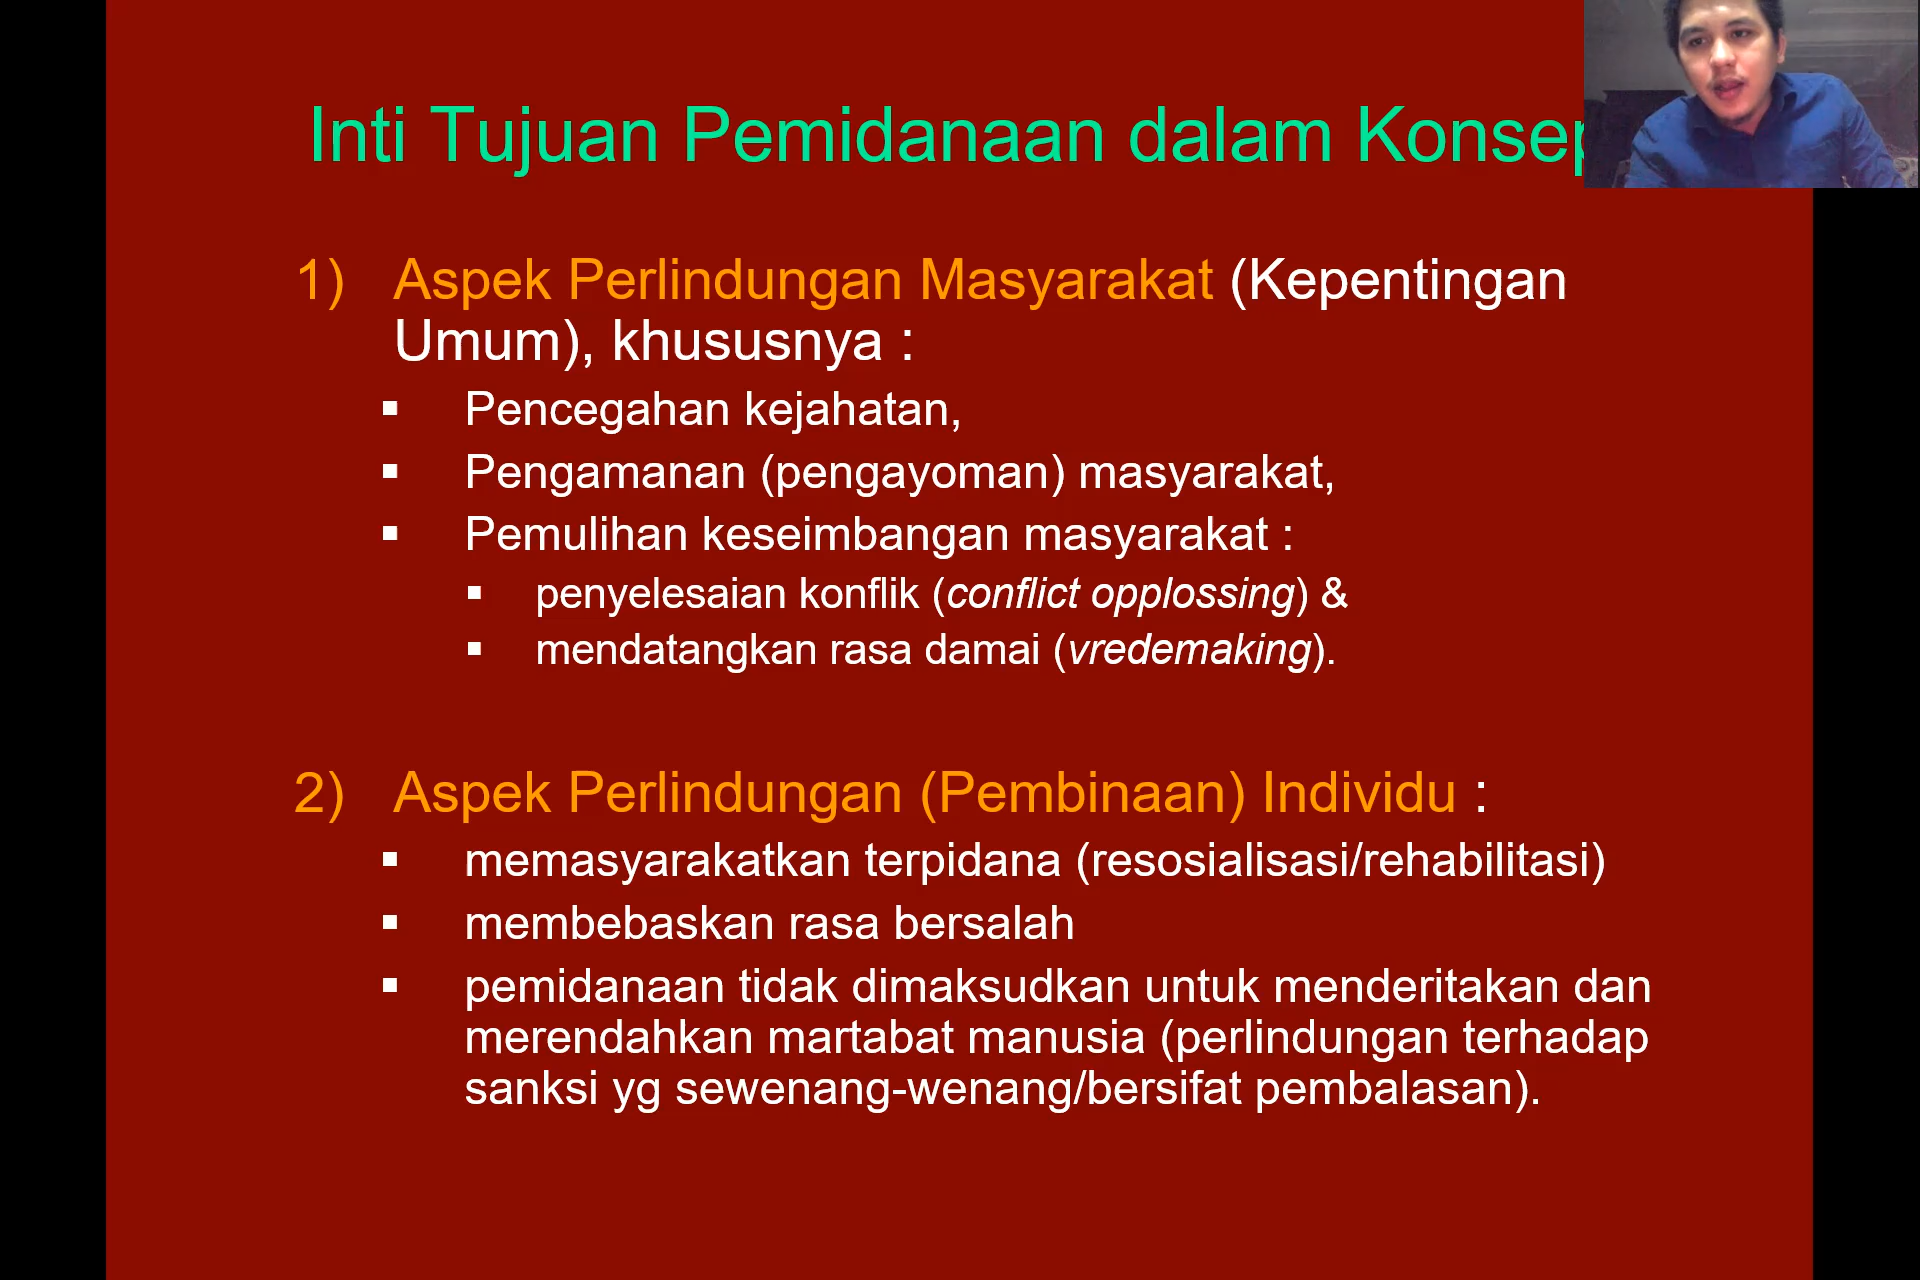 Inti Tujuan Pemidanaan dalam Konsep
1) Aspek Perlindungan Masyarakat (Kepentingan
Umum), khususnya :
▪ Pencegahan kejahatan,
▪ Pengamanan (pengayoman) masyarakat,
▪ Pemulihan keseimbangan masyarakat :
▪ penyelesaian konflik (conflict opplossing) &
▪ mendatangkan rasa damai (vredemaking).
2) Aspek Perlindungan (Pembinaan) Individu :
▪ memasyarakatkan terpidana (resosialisasi/rehabilitasi)
▪ membebaskan rasa bersalah
▪ pemidanaan tidak dimaksudkan untuk menderitakan dan
merendahkan martabat manusia (perlindungan terhadap
sanksi yg sewenang-wenang/bersifat pembalasan).